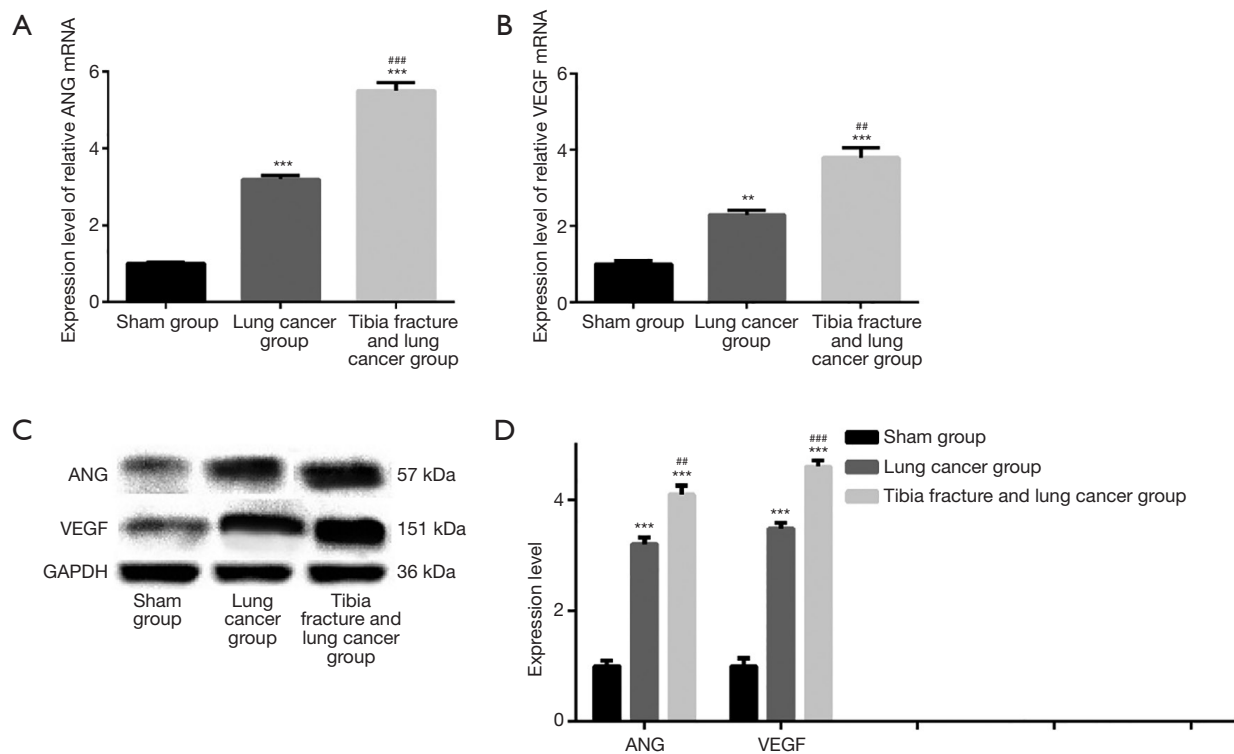 A
Expression level of relative ANG mRNA
6
4
2
0
***
###
***
Sham group
Lung cancer
group
Tibia fracture
and lung
cancer group
B
Expression level of relative VEGF mRNA
6
4
2
0
**
##
***
Sham group
Lung cancer
group
Tibia fracture
and lung
cancer group
C
ANG
57 kDa
VEGF
151 kDa
GAPDH
36 kDa
Sham
group
Lung
cancer
group
Tibia
fracture and
lung cancer
group
D
Expression level
4
2
0
***
##
***
***
###
***
ANG
VEGF
Sham group
Lung cancer group
Tibia fracture and lung cancer group